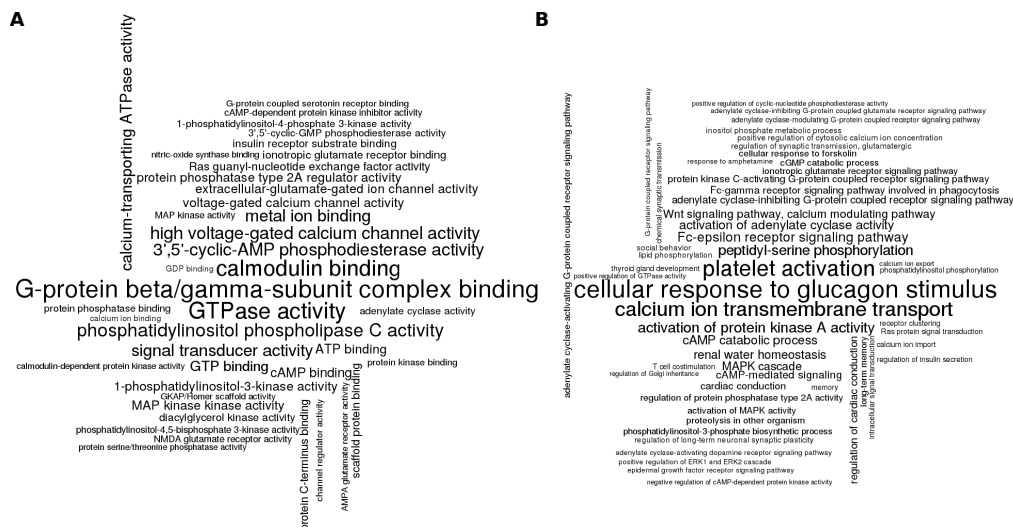 A
calcium-transporting ATPase activity
G-protein coupled serotonin receptor binding
cAMP-dependent protein kinase inhibitor activity
1-phosphatidylinositol-4-phosphate 3-kinase activity
3',5'-cyclic-GMP phosphodiesterase activity
insulin receptor substrate binding
nitric-oxide synthase binding ionotropic glutamate receptor binding
Ras guanyl-nucleotide exchange factor activity
protein phosphatase type 2A regulator activity
extracellular-glutamate-gated ion channel activity
voltage-gated calcium channel activity
MAP kinase activity metal ion binding
high voltage-gated calcium channel activity
3',5'-cyclic-AMP phosphodiesterase activity
GDP binding calmodulin binding
G-protein beta/gamma-subunit complex binding
protein phosphatase binding GTPase activity adenylate cyclase activity
calcium ion binding
phosphatidylinositol phospholipase C activity
signal transducer activity ATP binding
calmodulin-dependent protein kinase activity GTP binding protein kinase binding
cAMP binding
1-phosphatidylinositol-3-kinase activity
GKAP/Homer scaffold activity
MAP kinase kinase activity
diacylglycerol kinase activity
phosphatidylinositol-4,5-bisphosphate 3-kinase activity
NMDA glutamate receptor activity
protein serine/threonine phosphatase activity
protein C-terminus binding
channel regulator activity
AMPA glutamate receptor activity
scaffold protein binding
B
adenylate cyclase-activating G-protein coupled receptor signaling pathway
G-protein coupled receptor signaling pathway
chemical synaptic transmission
positive regulation of cyclic-nucleotide phosphodiesterase activity
adenylate cyclase-inhibiting G-protein coupled glutamate receptor signaling pathway
adenylate cyclase-modulating G-protein coupled receptor signaling pathway
inositol phosphate metabolic process
positive regulation of cytosolic calcium ion concentration
regulation of synaptic transmission, glutamatergic
cellular response to forskolin
response to amphetamine cGMP catabolic process
ionotropic glutamate receptor signaling pathway
protein kinase C-activating G-protein coupled receptor signaling pathway
Fc-gamma receptor signaling pathway involved in phagocytosis
adenylate cyclase-inhibiting G-protein coupled receptor signaling pathway
Wnt signaling pathway, calcium modulating pathway
activation of adenylate cyclase activity
Fc-epsilon receptor signaling pathway
social behavior peptidyl-serine phosphorylation
lipid phosphorylation
thyroid gland development platelet activation calcium ion export
phosphatidylinositol phosphorylation
positive regulation of GTPase activity
cellular response to glucagon stimulus
calcium ion transmembrane transport
activation of protein kinase A activity receptor clustering
Ras protein signal transduction
cAMP catabolic process calcium ion import
renal water homeostasis regulation of insulin secretion
T cell costimulation MAPK cascade
regulation of Golgi inheritance cAMP-mediated signaling
cardiac conduction memory
regulation of protein phosphatase type 2A activity
activation of MAPK activity
proteolysis in other organism
phosphatidylinositol-3-phosphate biosynthetic process
regulation of long-term neuronal synaptic plasticity
adenylate cyclase-activating dopamine receptor signaling pathway
positive regulation of ERK1 and ERK2 cascade
epidermal growth factor receptor signaling pathway
negative regulation of cAMP-dependent protein kinase activity
regulation of cardiac conduction
long-term memory
intracellular signal transduction